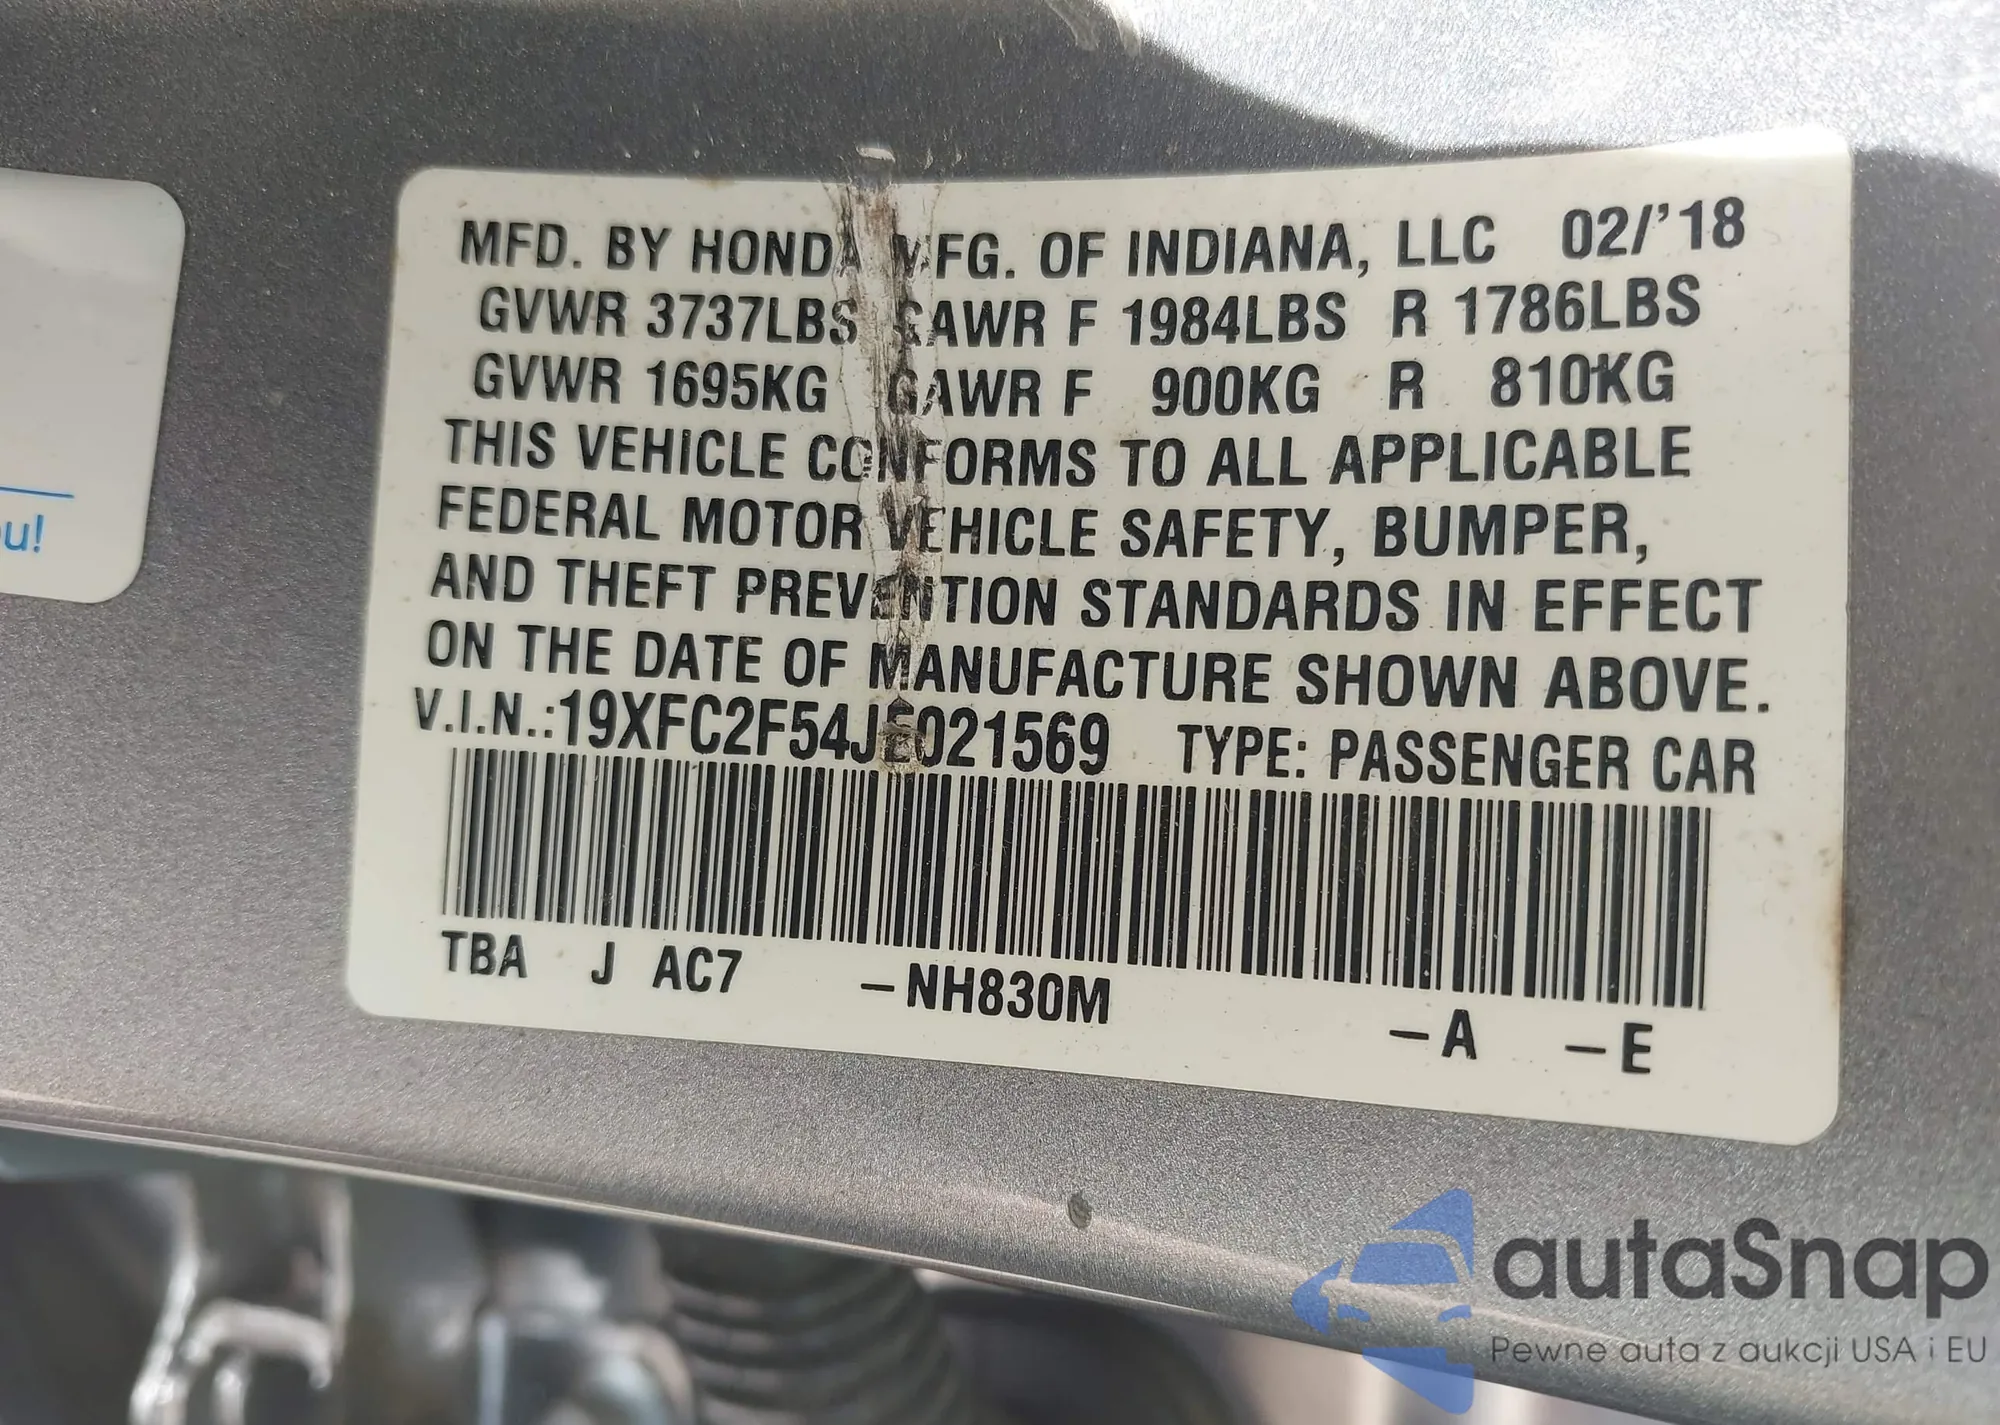 MFD. BY HONDA MFG. OF INDIANA, LLC 02/'18
GVWR 3737LBS GAWR F 1984LBS R 1786LBS
GVWR 1695KG GAWR F 900KG R 810KG
THIS VEHICLE CONFORMS TO ALL APPLICABLE
FEDERAL MOTOR VEHICLE SAFETY, BUMPER,
AND THEFT PREVENTION STANDARDS IN EFFECT
ON THE DATE OF MANUFACTURE SHOWN ABOVE.
V.I.N.:19XFC2F54JE021569 TYPE: PASSENGER CAR
TBA J AC7 -NH830M -A -E
autaSnap
Pewne auta z aukcji USA i EU